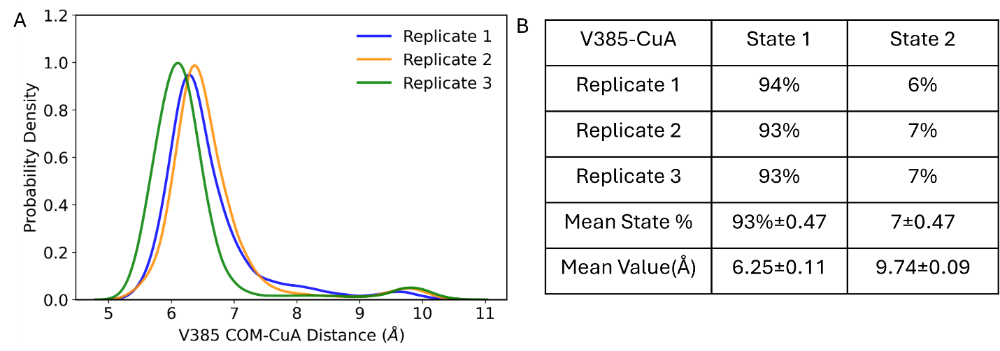 A
1.2
1.0
0.8
0.6
0.4
0.2
0.0
Probability Density
5 6 7 8 9 10 11
V385 COM-CuA Distance (Å)
Replicate 1
Replicate 2
Replicate 3
B
V385-CuA State 1 State 2
Replicate 1 94% 6%
Replicate 2 93% 7%
Replicate 3 93% 7%
Mean State % 93%±0.47 7±0.47
Mean Value(Å) 6.25±0.11 9.74±0.09